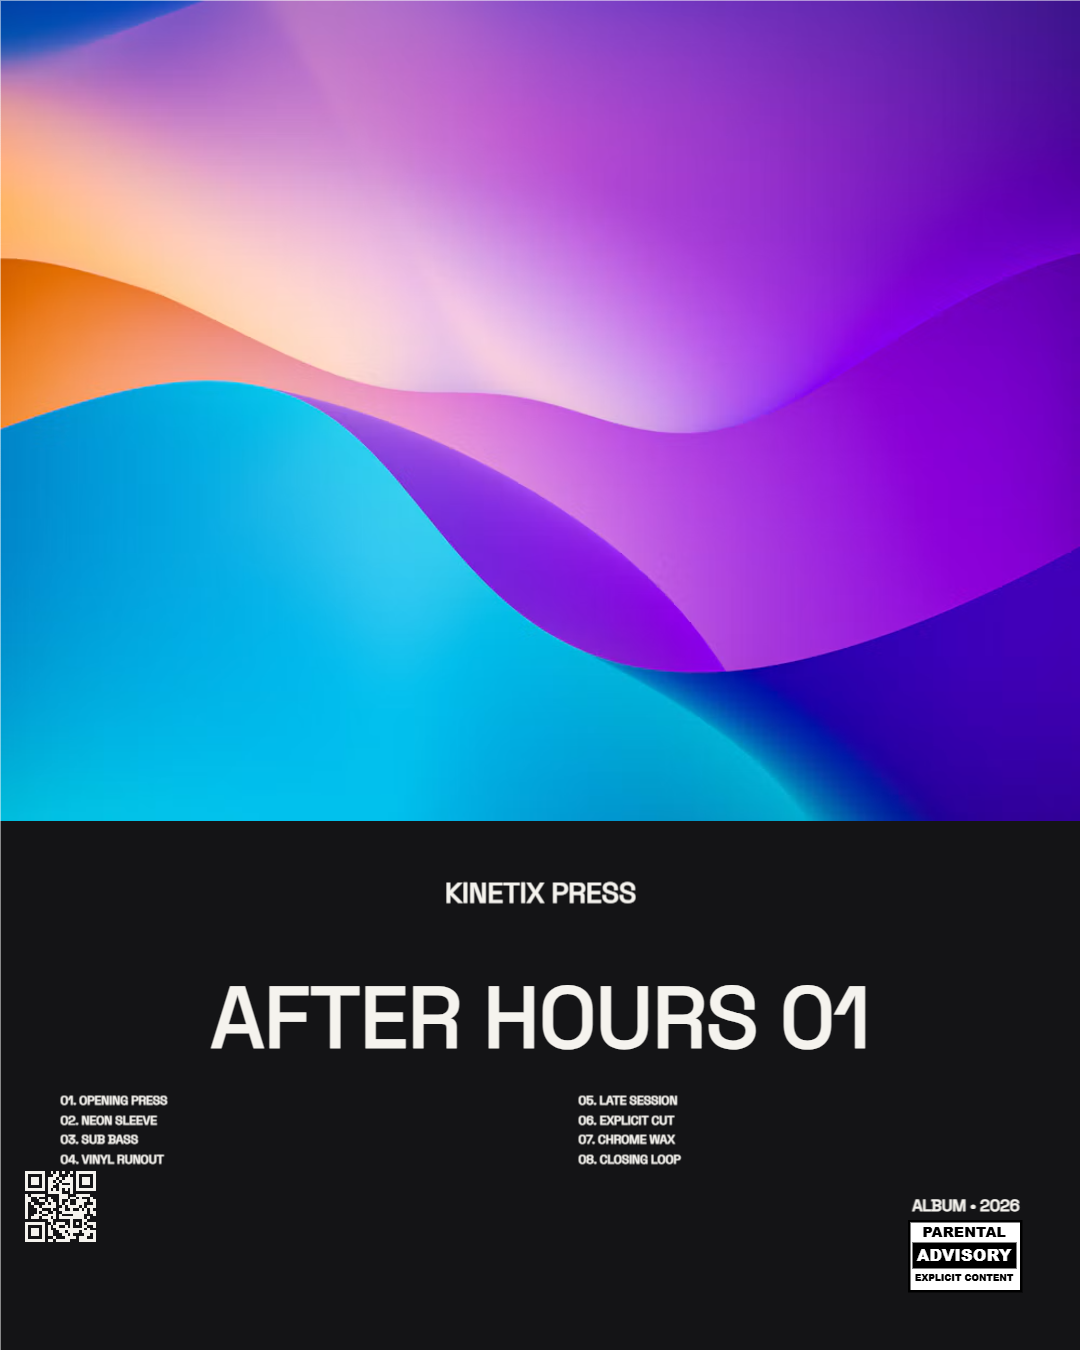 KINETIX PRESS
AFTER HOURS 01
01. OPENING PRESS
02. NEON SLEEVE
03. SUB BASS
04. VINYL RUNOUT
05. LATE SESSION
06. EXPLICIT CUT
07. CHROME WAX
08. CLOSING LOOP
ALBUM • 2026
PARENTAL
ADVISORY
EXPLICIT CONTENT